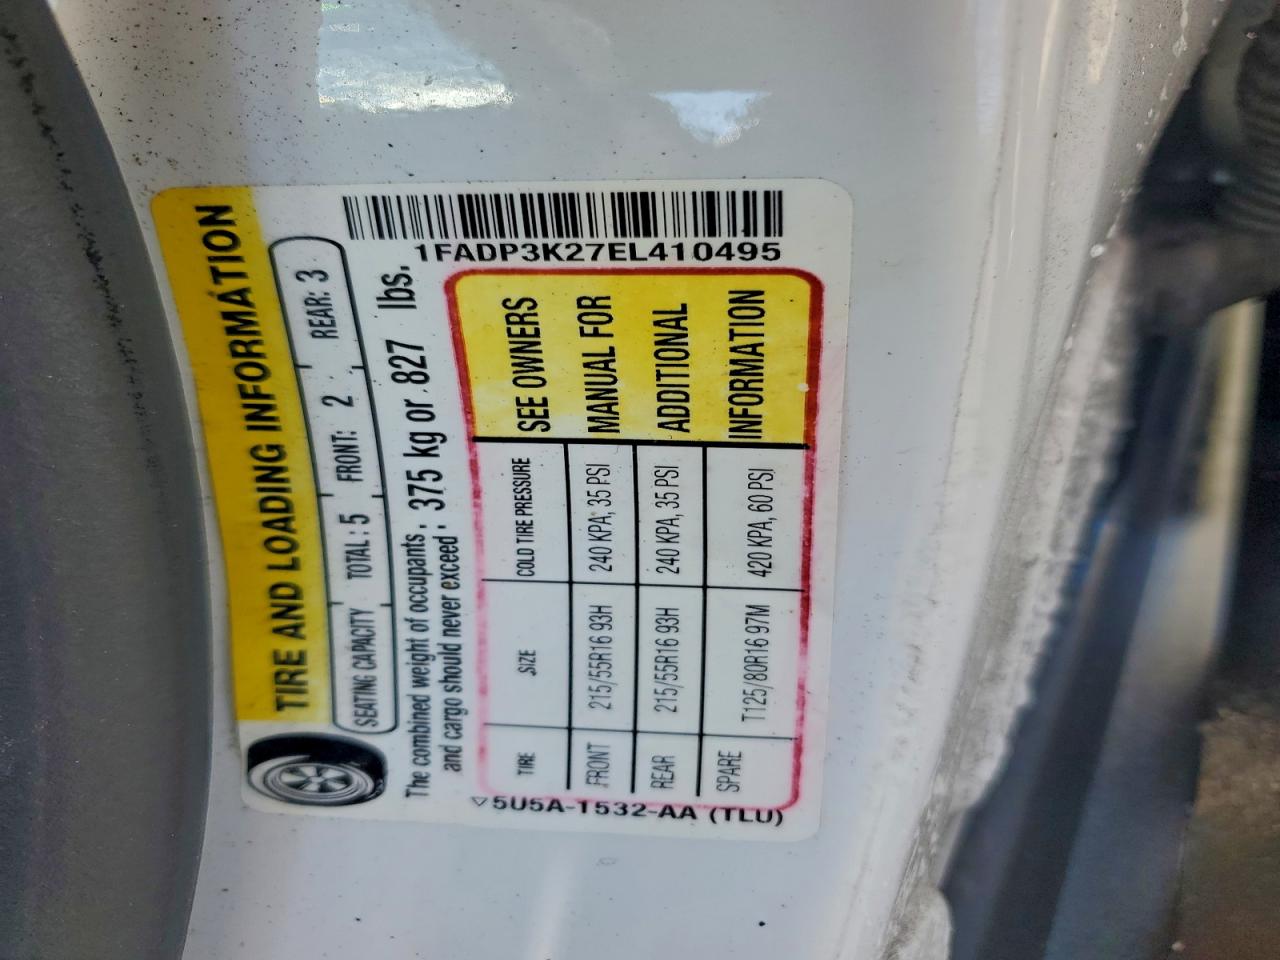 TIRE AND LOADING INFORMÁTION
SEATING CAPACITY TOTAL : 5 FRONT: 2 REAR: 3
The combined weight of occupants and cargo should never exceed : 375 kg or 827 lbs.
TIRE SIZE COLD TIRE PRESSURE
FRONT 215/55R16 93H 240 KPA, 35 PSI
REAR 215/55R16 93H 240 KPA, 35 PSI
SPARE T125/80R16 97M 420 KPA, 60 PSI
SEE OWNERS
MANUAL FOR
ADDITIONAL
INFORMATION
1FADP3K27EL410495
5U5A-1532-AA (TLU)